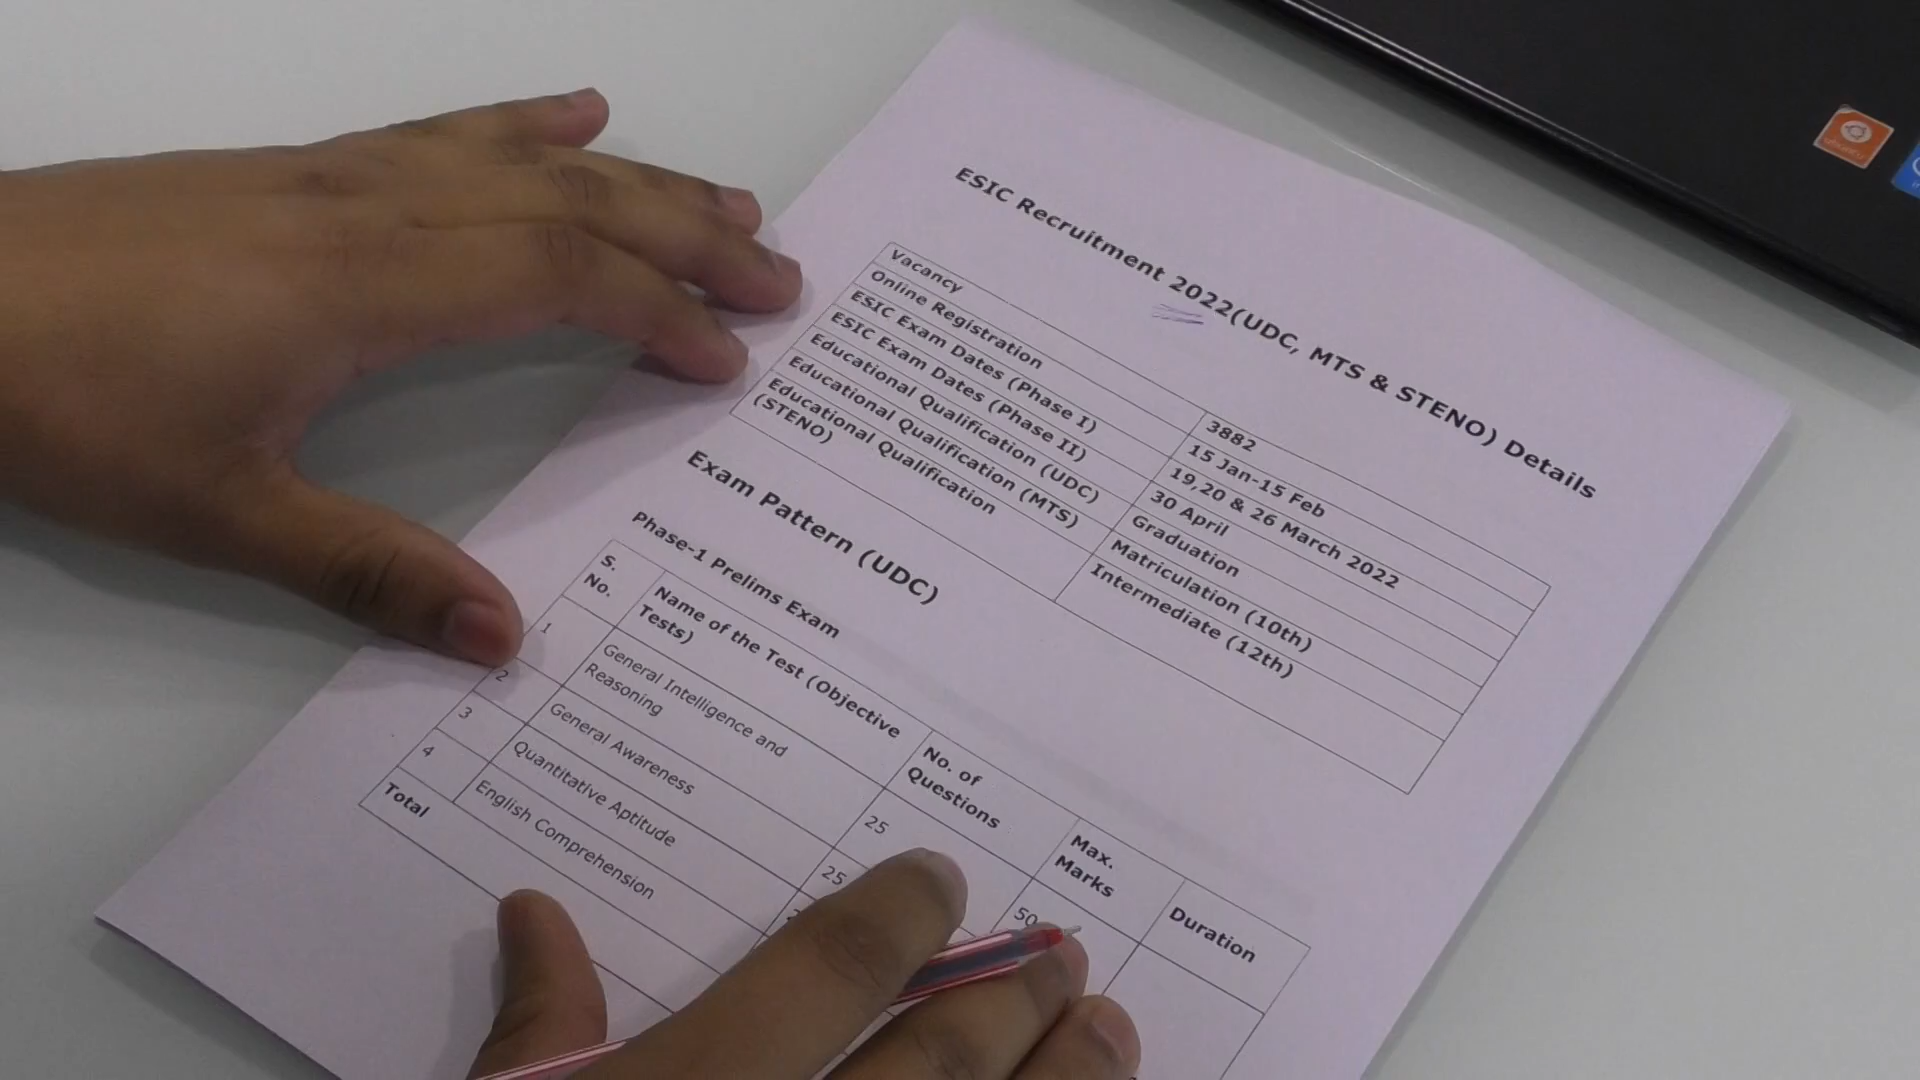 ESIC Recruitment 2022(UDC, MTS & STENO) Details
Vacancy 3882
Online Registration 15 Jan-15 Feb
ESIC Exam Dates (Phase I) 19,20 & 26 March 2022
ESIC Exam Dates (Phase II) 30 April
Educational Qualification (UDC) Graduation
Educational Qualification (MTS) Matriculation (10th)
Educational Qualification Intermediate (12th)
(STENO)
Exam Pattern (UDC)
Phase-1 Prelims Exam
S. Name of the Test (Objective No. of Max. Duration
No. Tests) Questions Marks
1 General Intelligence and 25 50
Reasoning
2 General Awareness 25
3 Quantitative Aptitude
4 English Comprehension
Total
ubuntu